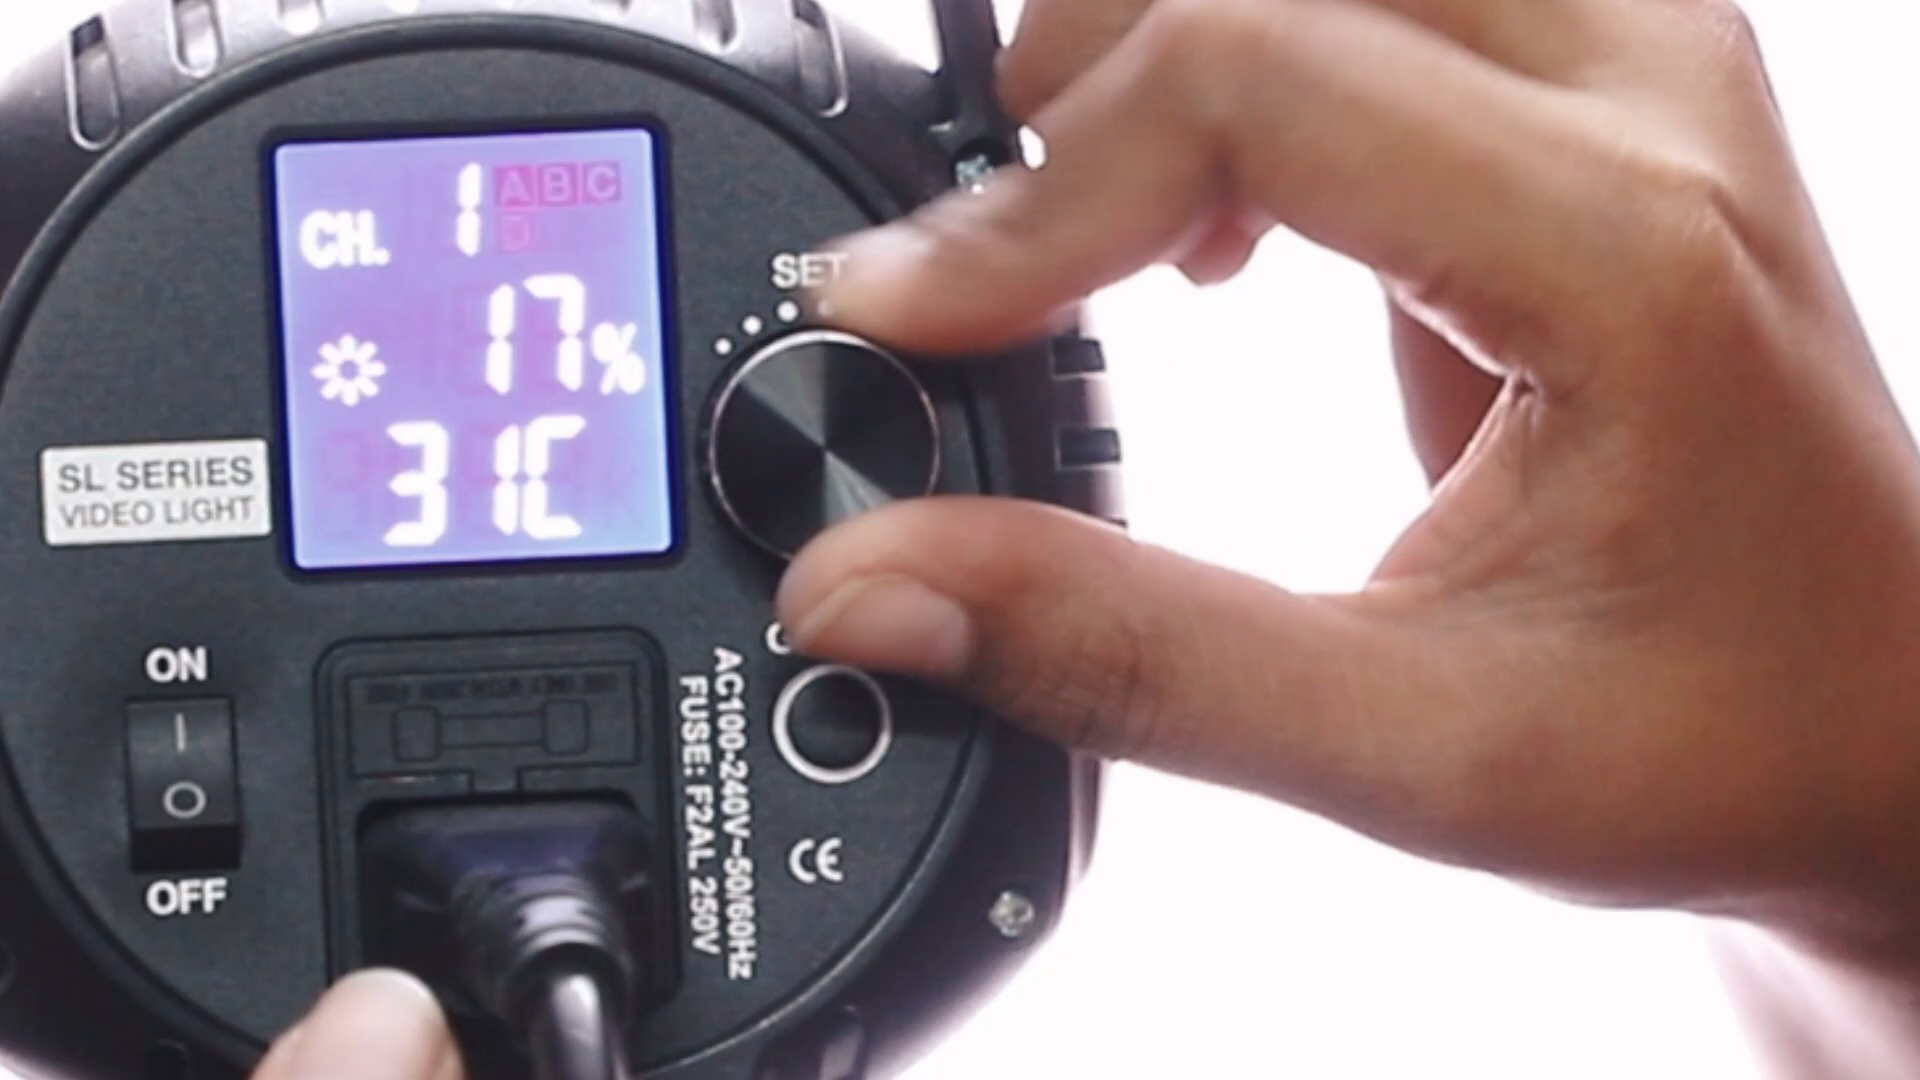 CH. 1 A B C
D
17%
31C
SET
SL SERIES
VIDEO LIGHT
ON
OFF
AC100-240V~50/60Hz
FUSE: F2AL 250V
CE